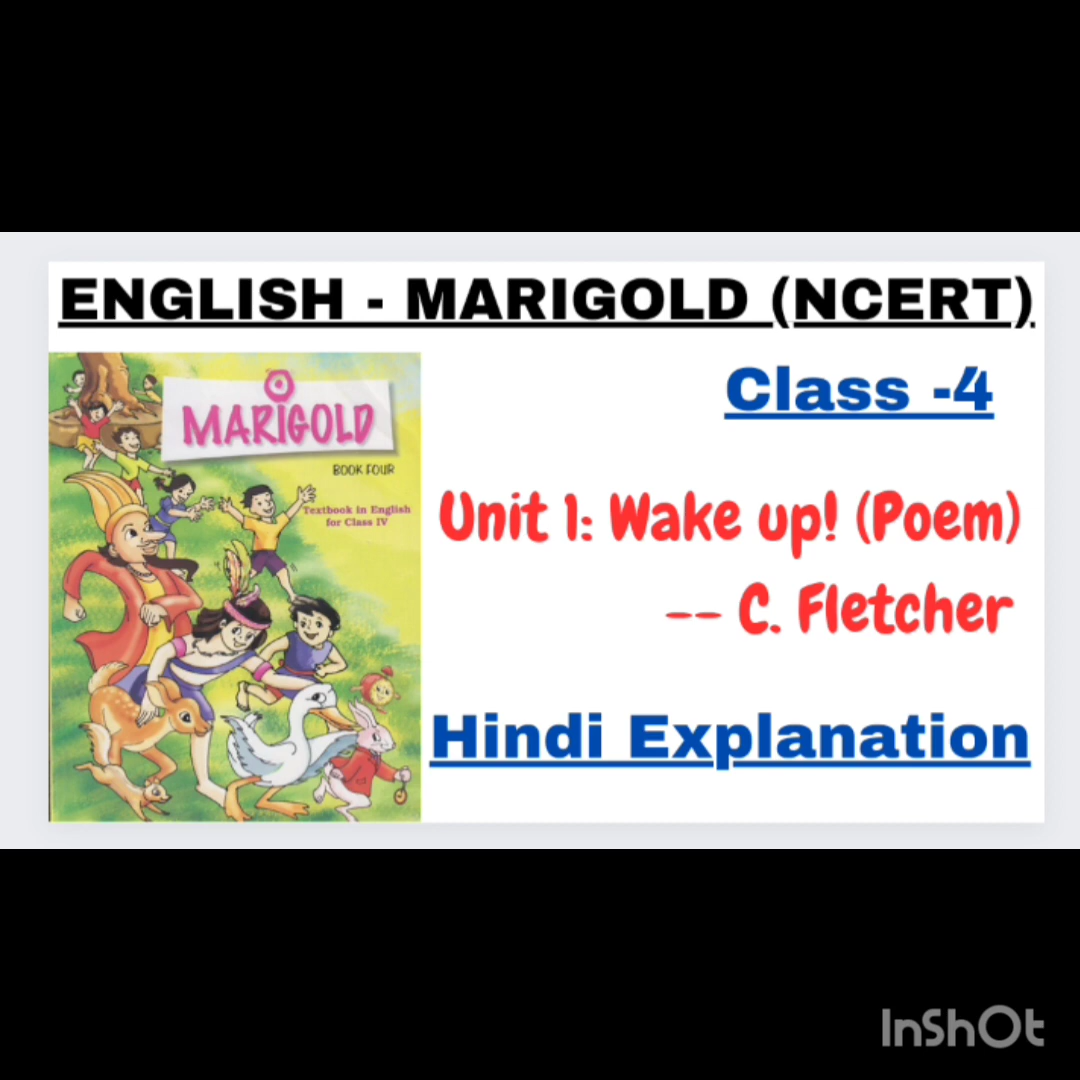 ENGLISH - MARIGOLD (NCERT)
MARIGOLD
BOOK FOUR
Textbook in English
for Class IV
Class -4
Unit 1: Wake up! (Poem)
-- C. Fletcher
Hindi Explanation
InShOt